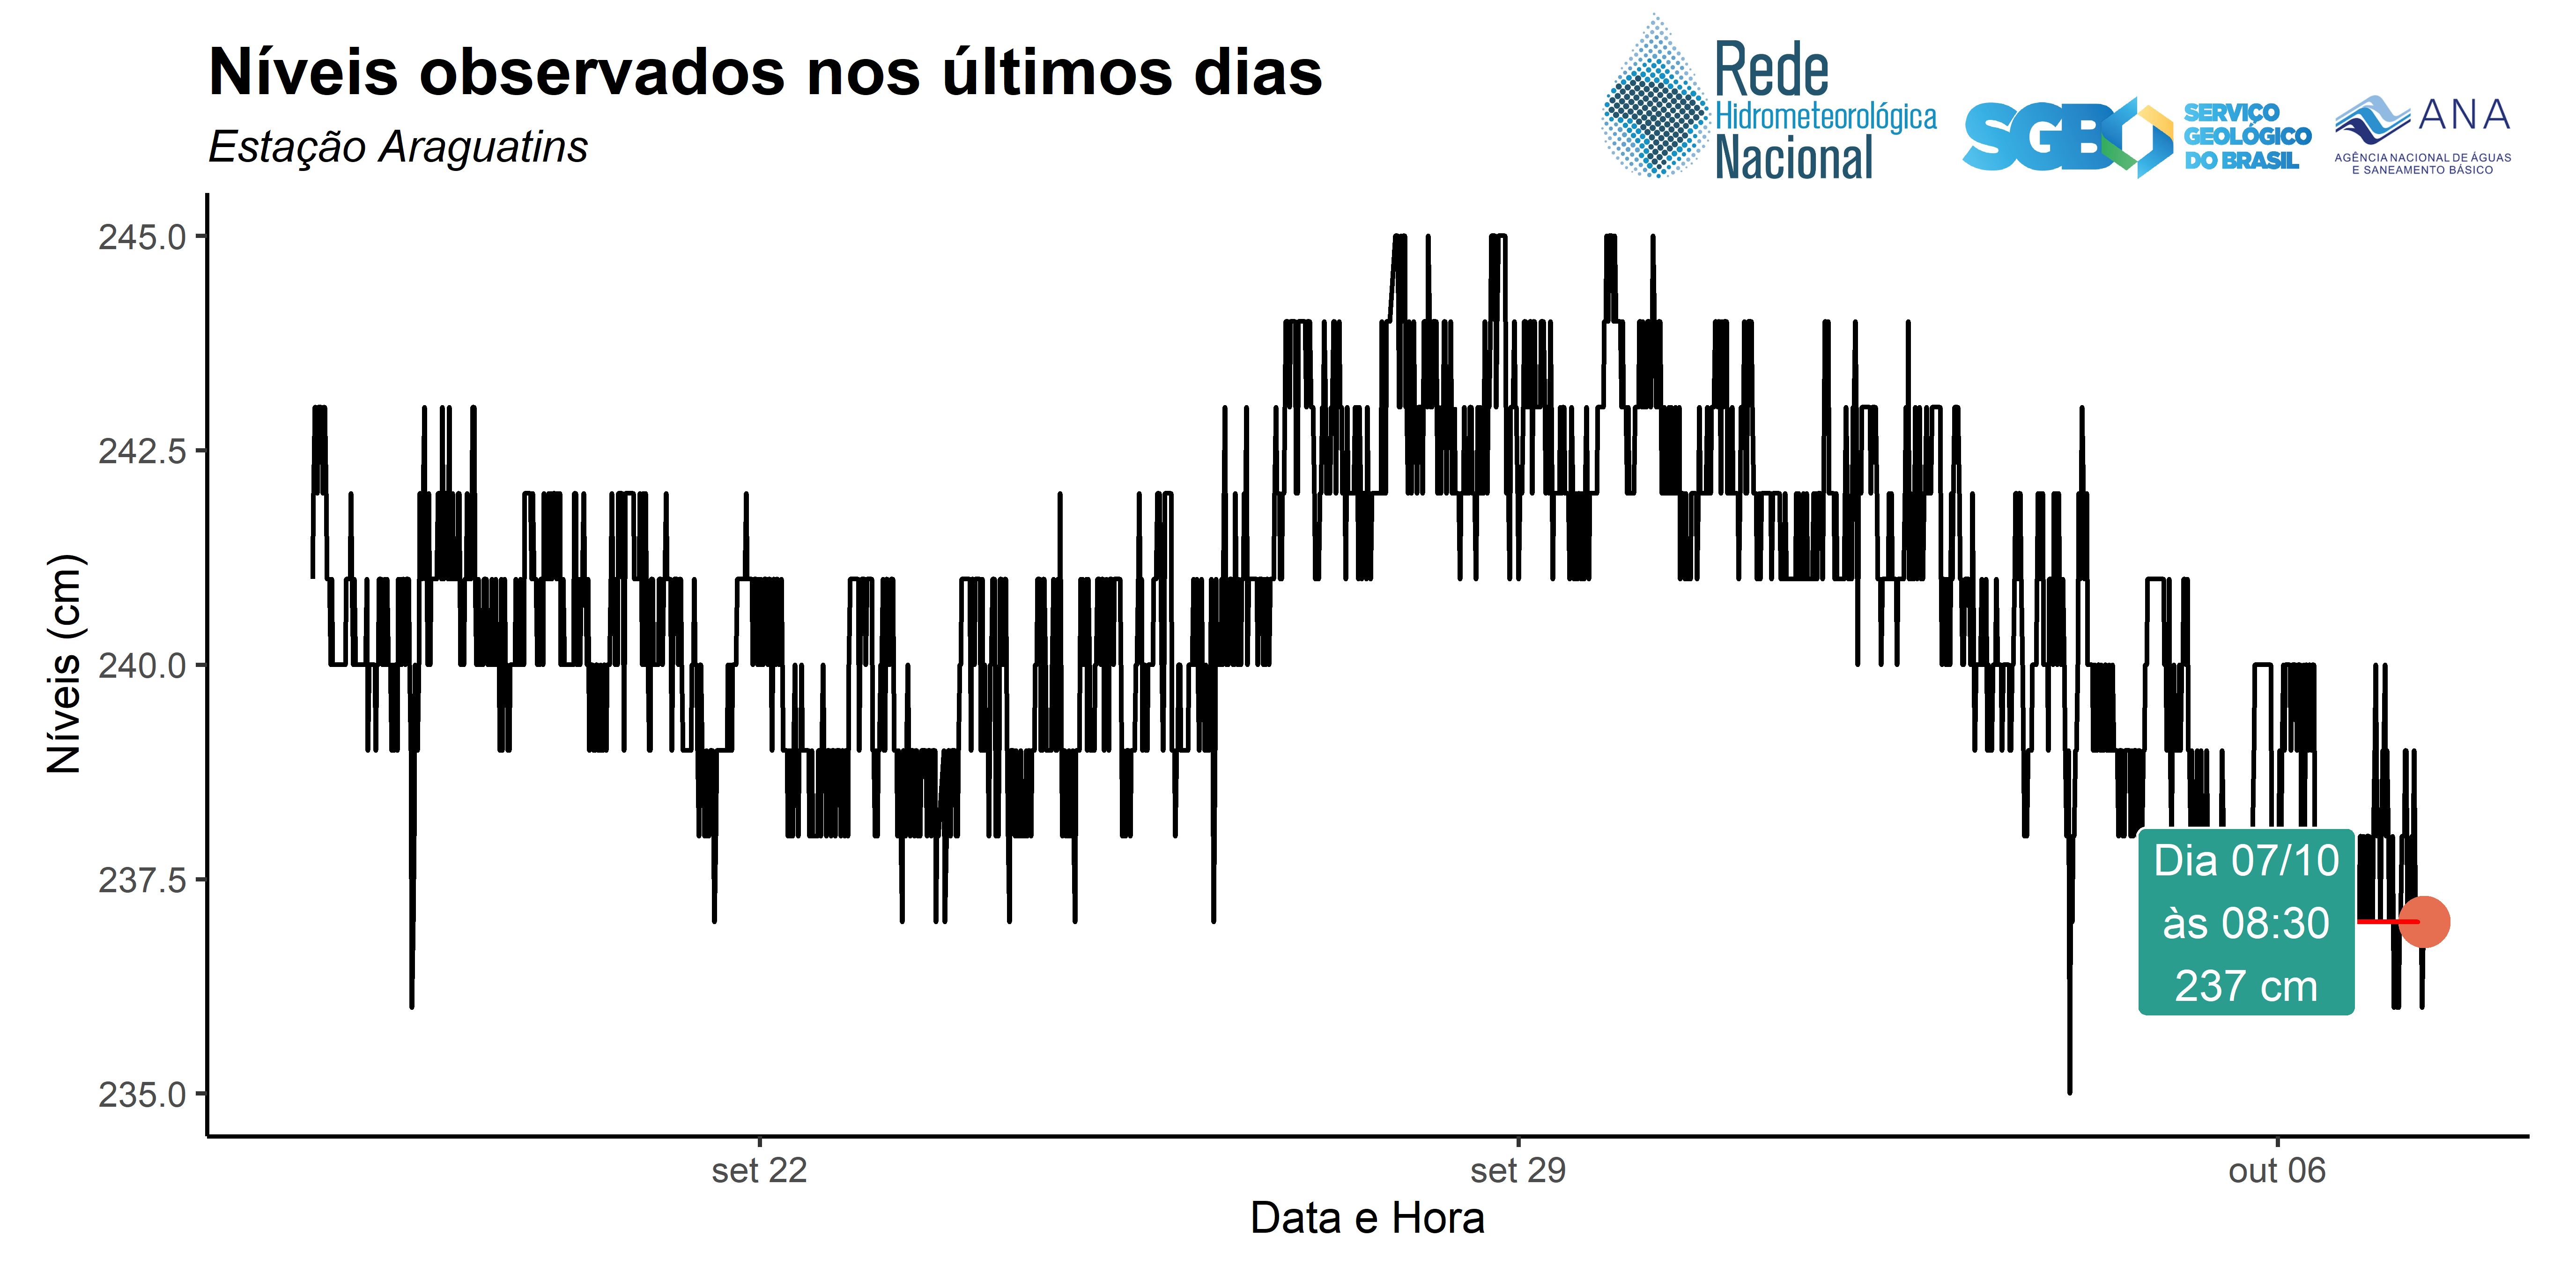 Níveis observados nos últimos dias
Estação Araguatins
Rede
Hidrometeorológica
Nacional
SGB
SERVIÇO
GEOLÓGICO
DO BRASIL
ANA
AGÊNCIA NACIONAL DE ÁGUAS
E SANEAMENTO BÁSICO
Níveis (cm)
245.0
242.5
240.0
237.5
235.0
Dia 07/10
às 08:30
237 cm
set 22
set 29
out 06
Data e Hora